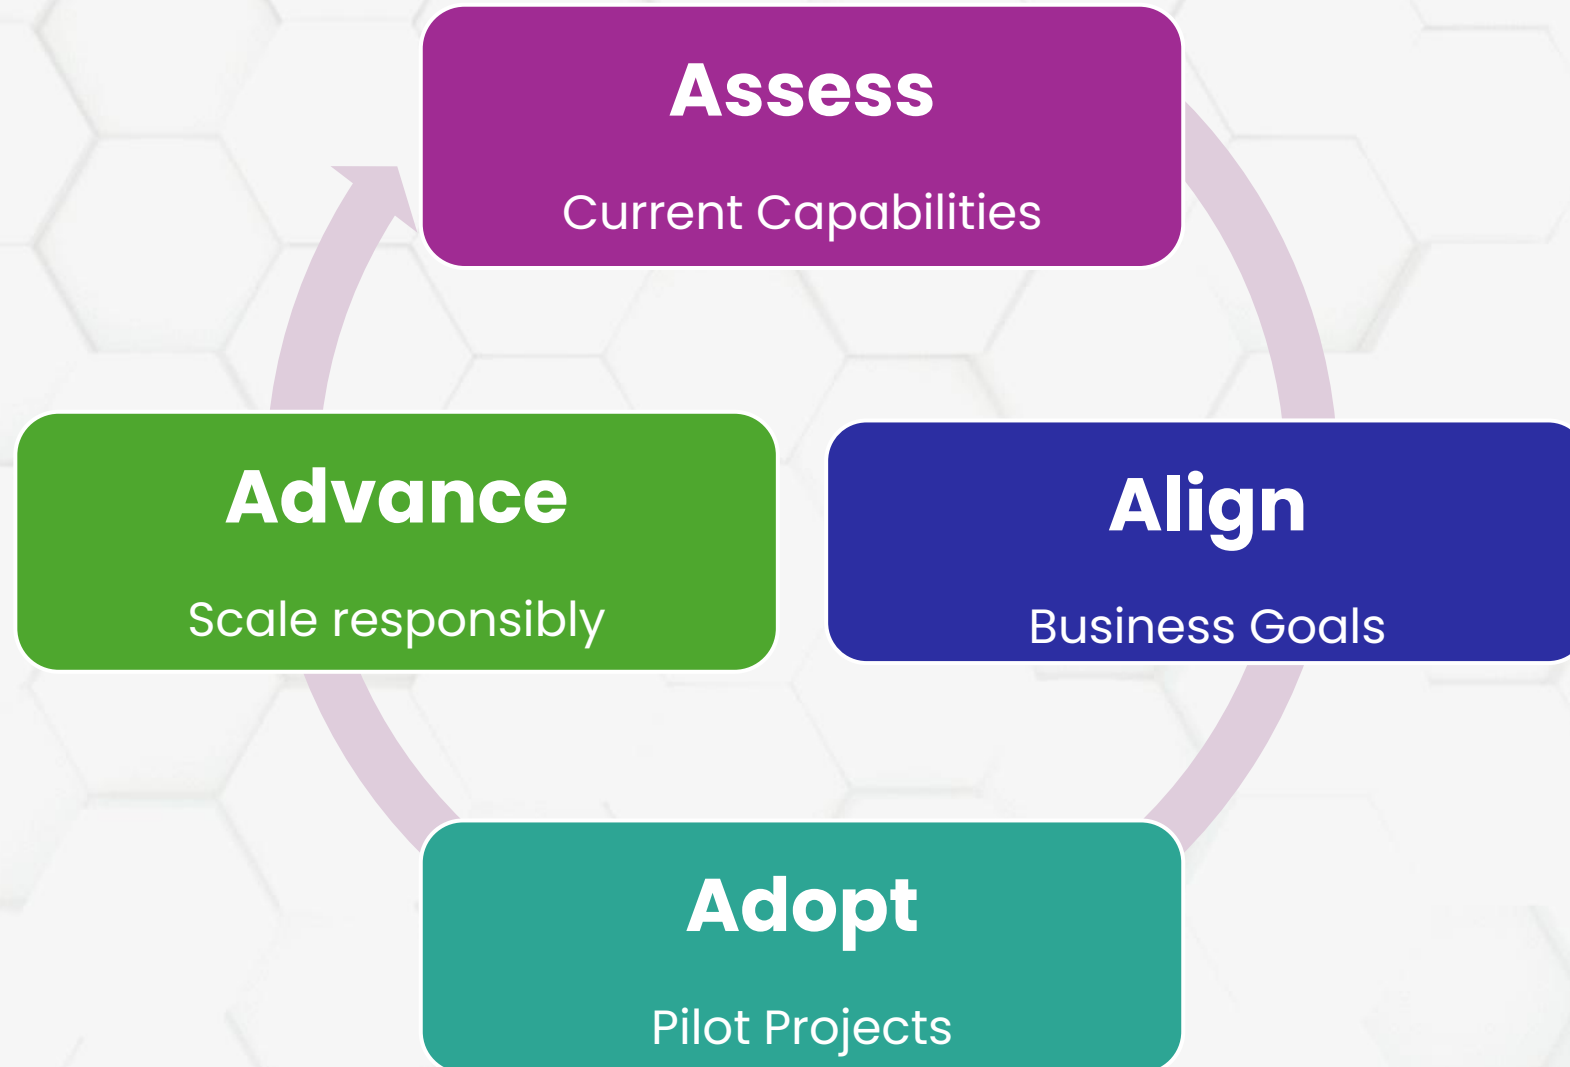 Assess
Current Capabilities
Advance
Scale responsibly
Align
Business Goals
Adopt
Pilot Projects